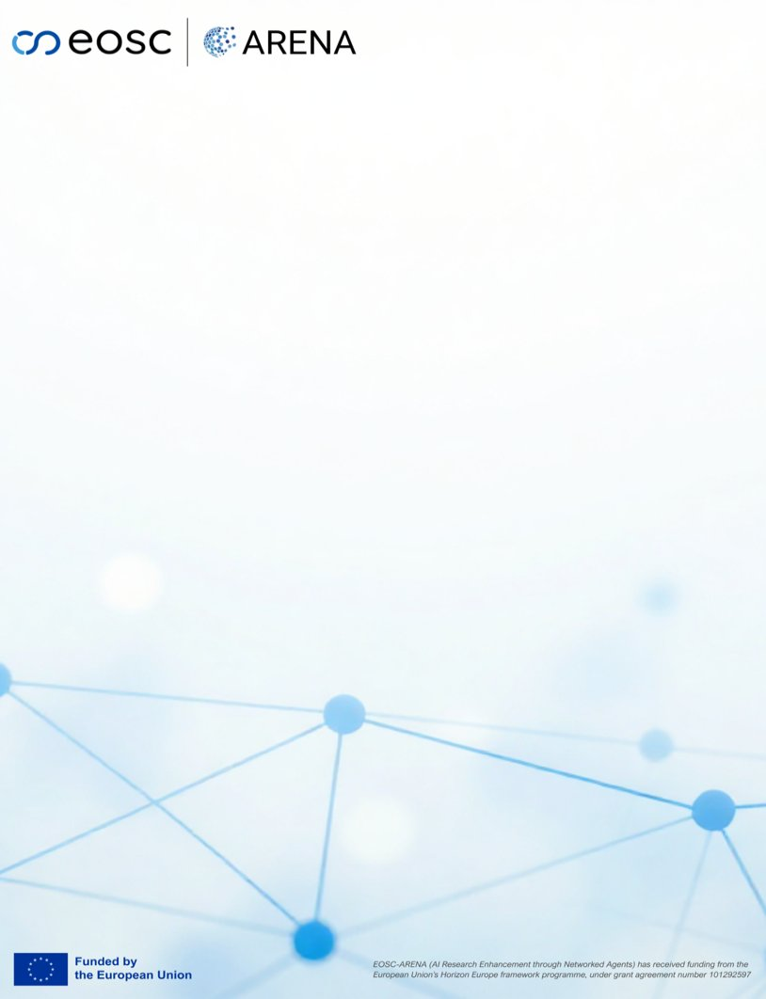 eosc ARENA
Funded by
the European Union
EOSC-ARENA (AI Research Enhancement through Networked Agents) has received funding from the
European Union's Horizon Europe framework programme, under grant agreement number 101292597